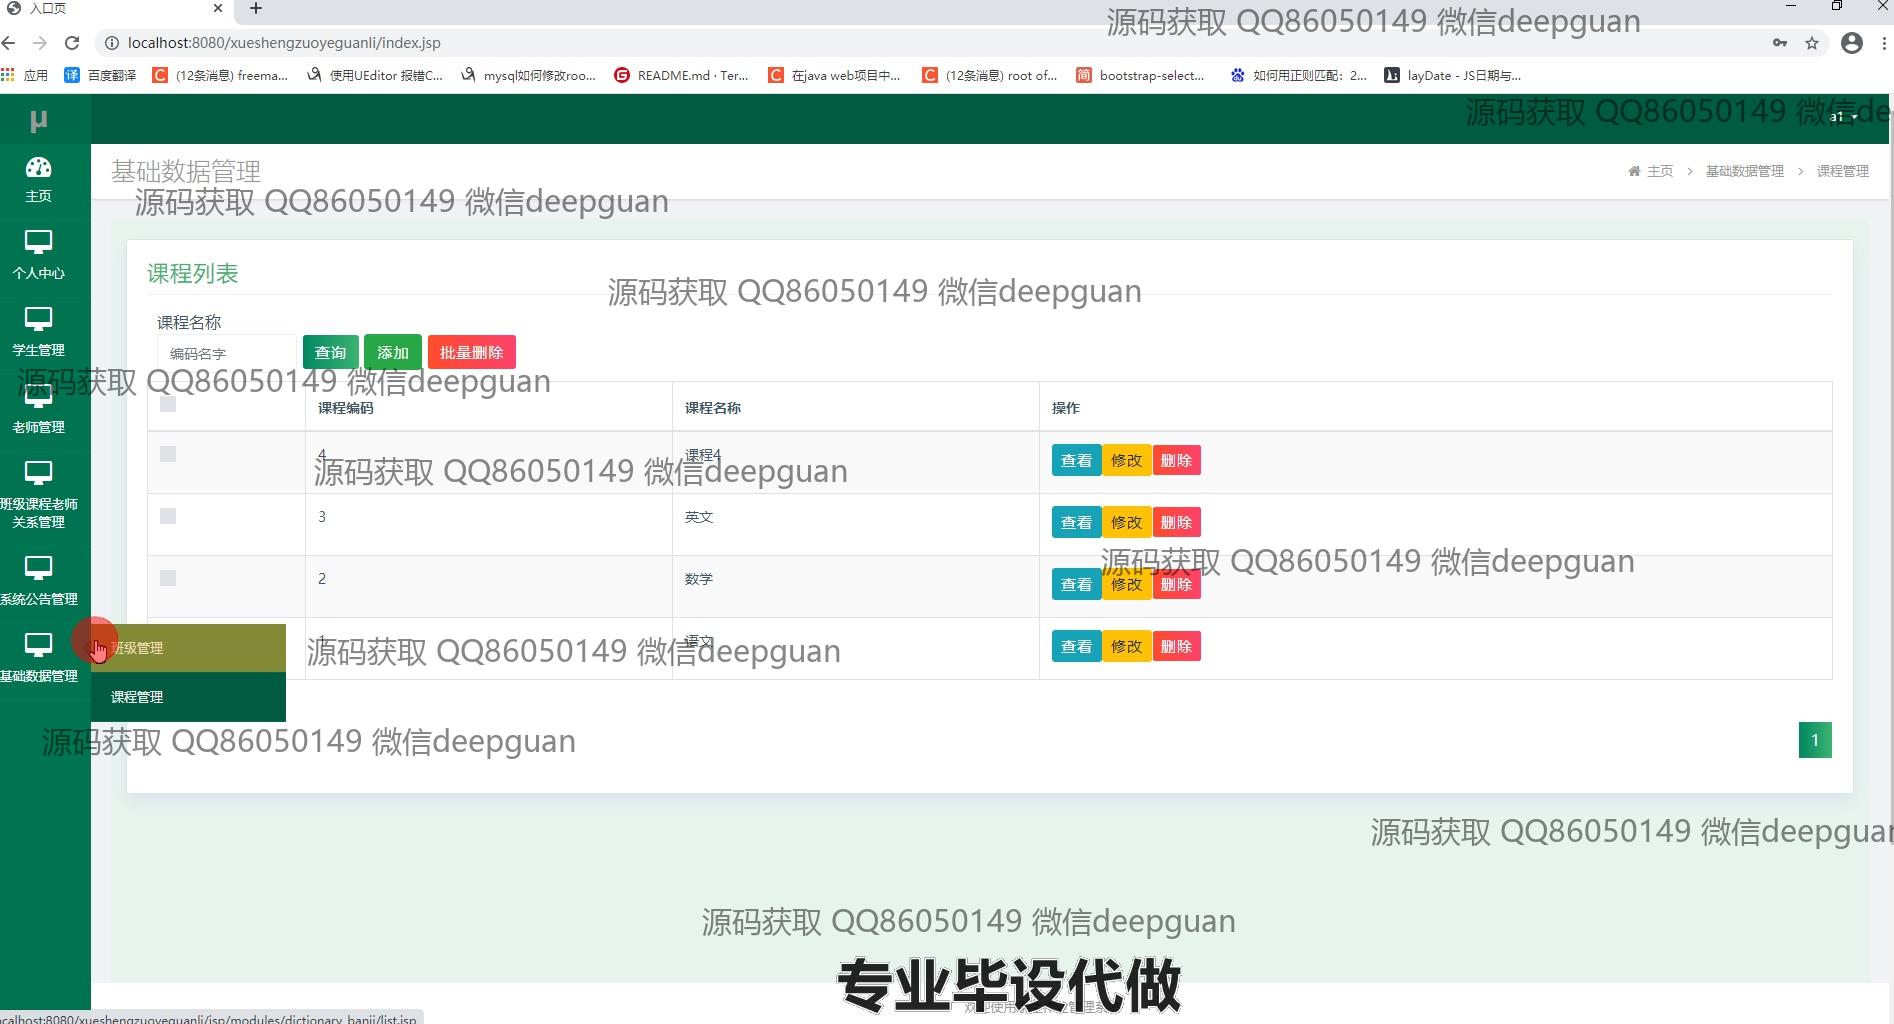 入口页
源码获取 QQ86050149 微信deepguan
localhost:8080/xueshengzuoyeguanli/index.jsp
应用
百度翻译
(12条消息) freema...
使用UEditor 报错C...
mysql如何修改roo...
README.md · Ter...
在java web项目中...
(12条消息) root of...
bootstrap-select...
如何用正则匹配：2...
layDate - JS日期与...
μ
源码获取 QQ86050149 微信de
a1
主页
个人中心
学生管理
老师管理
班级课程老师
关系管理
系统公告管理
基础数据管理
班级管理
课程管理
基础数据管理
主页 > 基础数据管理 > 课程管理
源码获取 QQ86050149 微信deepguan
课程列表
源码获取 QQ86050149 微信deepguan
课程名称
编码名字 查询 添加 批量删除
源码获取 QQ86050149 微信deepguan
课程编码 课程名称 操作
4 课程4 查看 修改 删除
源码获取 QQ86050149 微信deepguan
3 英文 查看 修改 删除
源码获取 QQ86050149 微信deepguan
2 数学 查看 修改 删除
1 语文 查看 修改 删除
源码获取 QQ86050149 微信deepguan
源码获取 QQ86050149 微信deepguan
1
源码获取 QQ86050149 微信deepguan
源码获取 QQ86050149 微信deepguan
专业毕设代做
localhost:8080/xueshengzuoyeguanli/jsp/modules/dictionary_banji/list.jsp